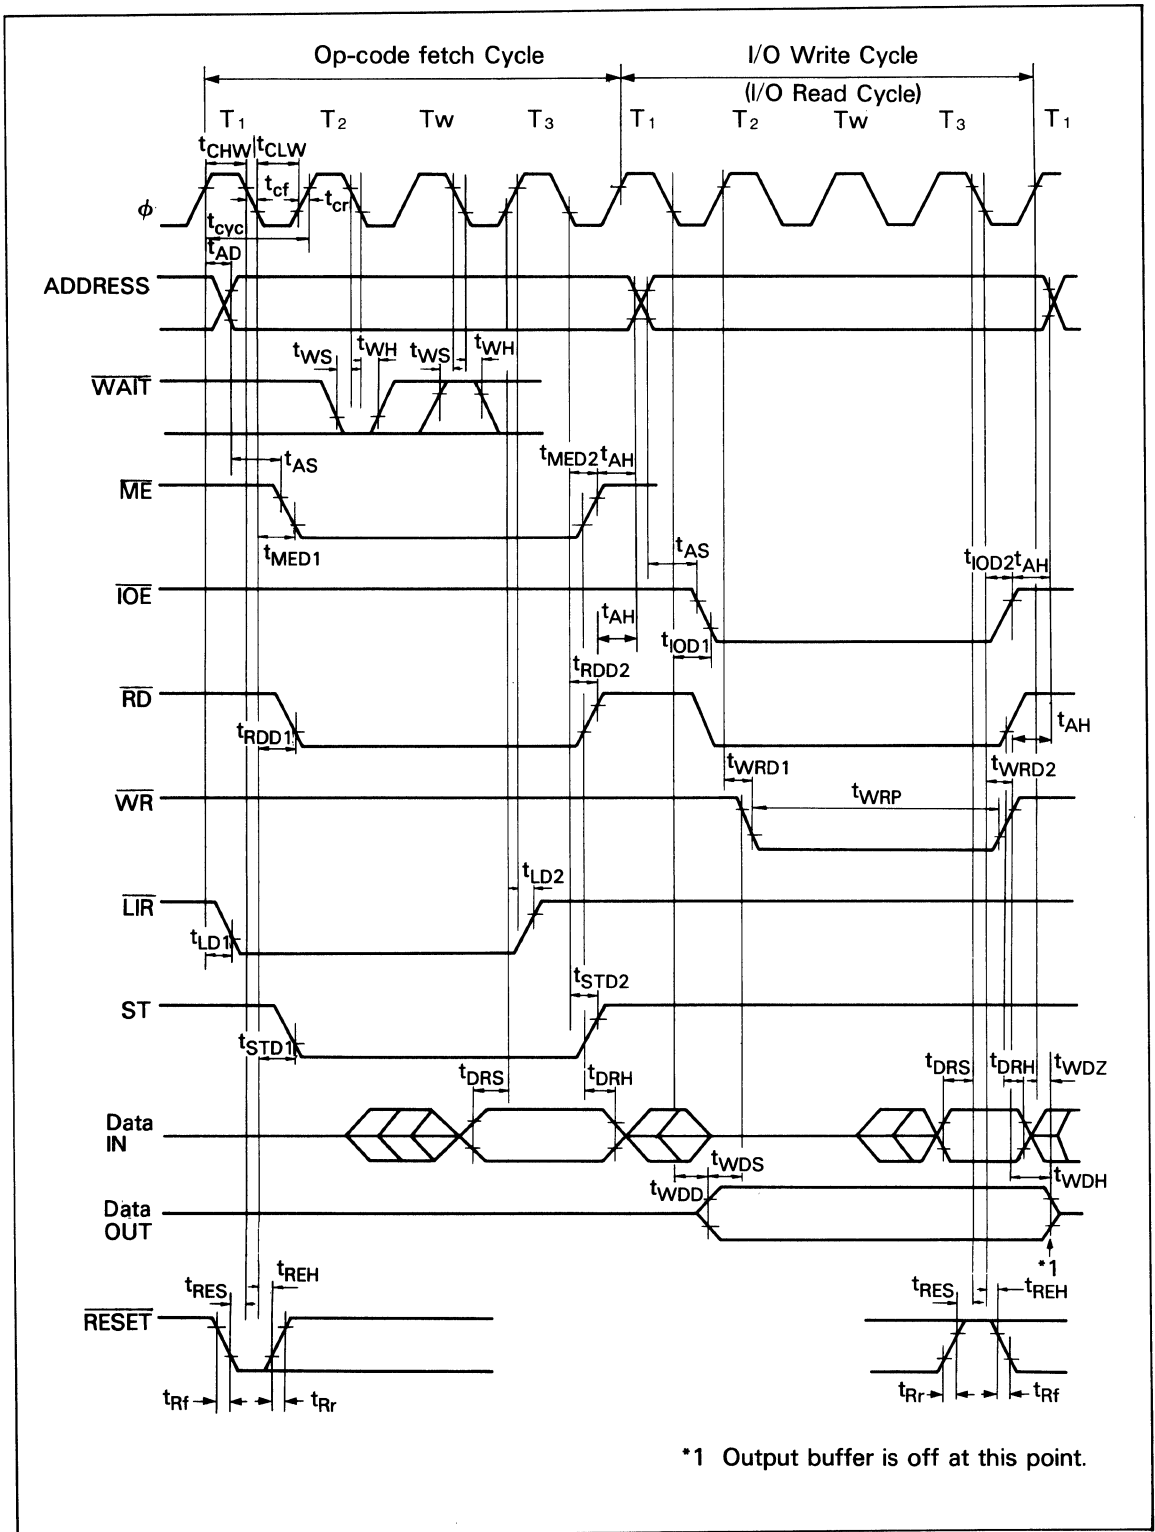 Op-code fetch Cycle
I/O Write Cycle
(I/O Read Cycle)
T1 T2 TW T3 T1 T2 TW T3 T1
tCHW tCLW
tcf tcr
φ
tcyc
tAD
ADDRESS
tWS tWH tWS tWH
WAIT
tAS tMED2 tAH
ME
tMED1
tAS tIOD2 tAH
IOE
tAH tIOD1
tRDD2
RD
tRDD1 tAH
tWRD1 tWRD2
WR
tWRP
tLD2
LIR
tLD1
tSTD2
ST
tSTD1
tDRS tDRH tDRS tDRH tWDZ
Data
IN
tWDS
tWDD tWDH
Data
OUT
*1
tRES tREH tRES tREH
RESET
tRf tRr tRr tRf
*1 Output buffer is off at this point.